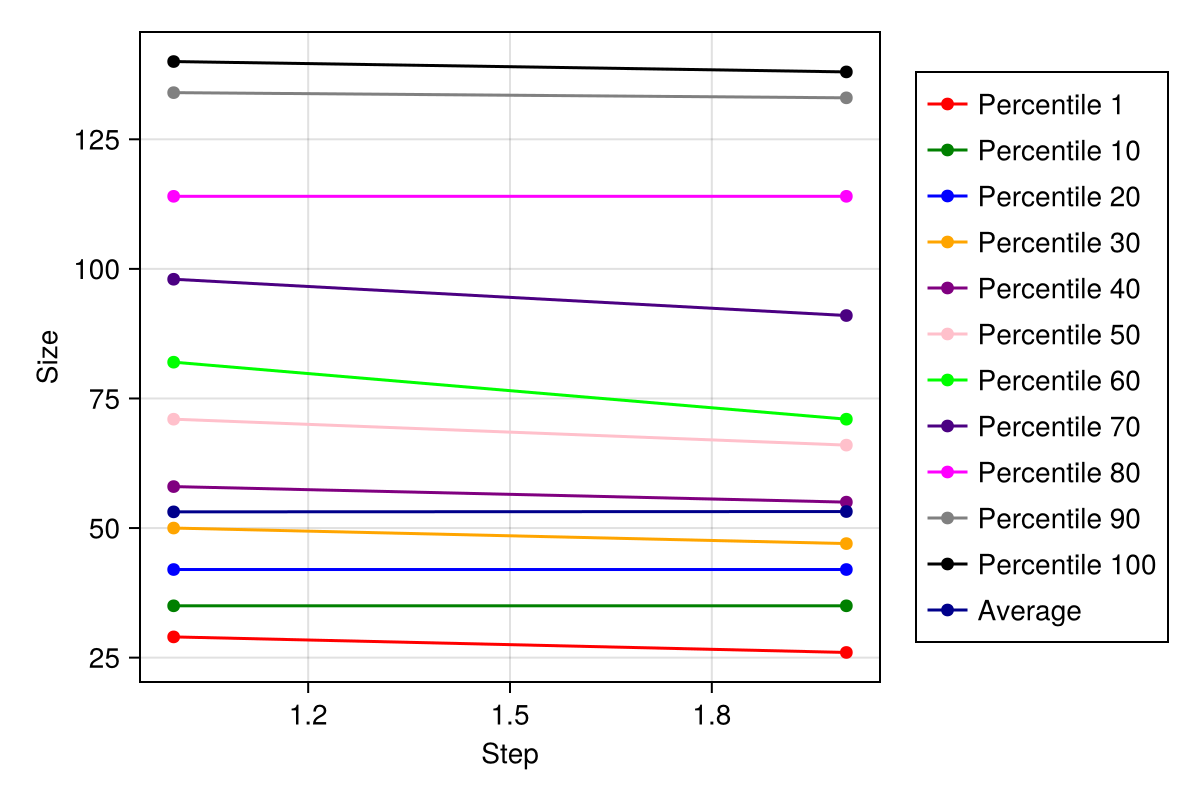 125
100
75
50
25
Size
1.2
1.5
1.8
Step
Percentile 1
Percentile 10
Percentile 20
Percentile 30
Percentile 40
Percentile 50
Percentile 60
Percentile 70
Percentile 80
Percentile 90
Percentile 100
Average